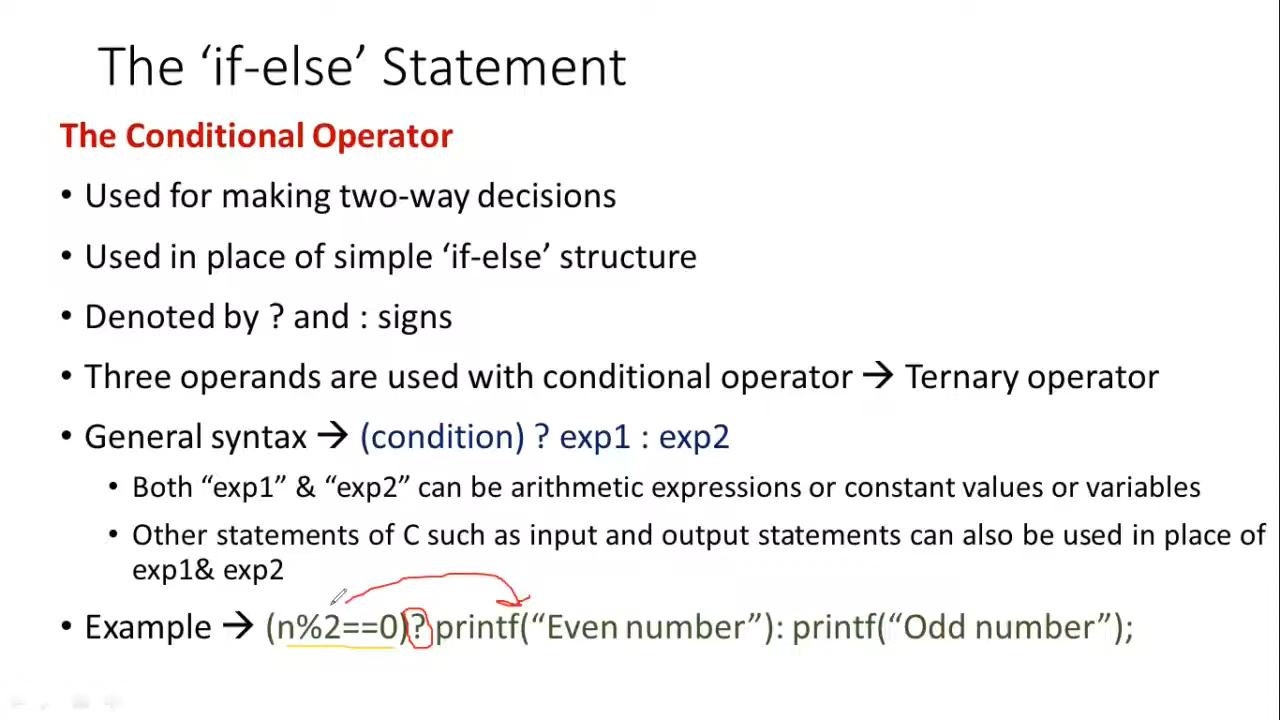 The ‘if-else’ Statement
The Conditional Operator
• Used for making two-way decisions
• Used in place of simple ‘if-else’ structure
• Denoted by ? and : signs
• Three operands are used with conditional operator → Ternary operator
• General syntax → (condition) ? exp1 : exp2
• Both “exp1” & “exp2” can be arithmetic expressions or constant values or variables
• Other statements of C such as input and output statements can also be used in place of
exp1& exp2
• Example → (n%2==0)? printf(“Even number”): printf(“Odd number”);